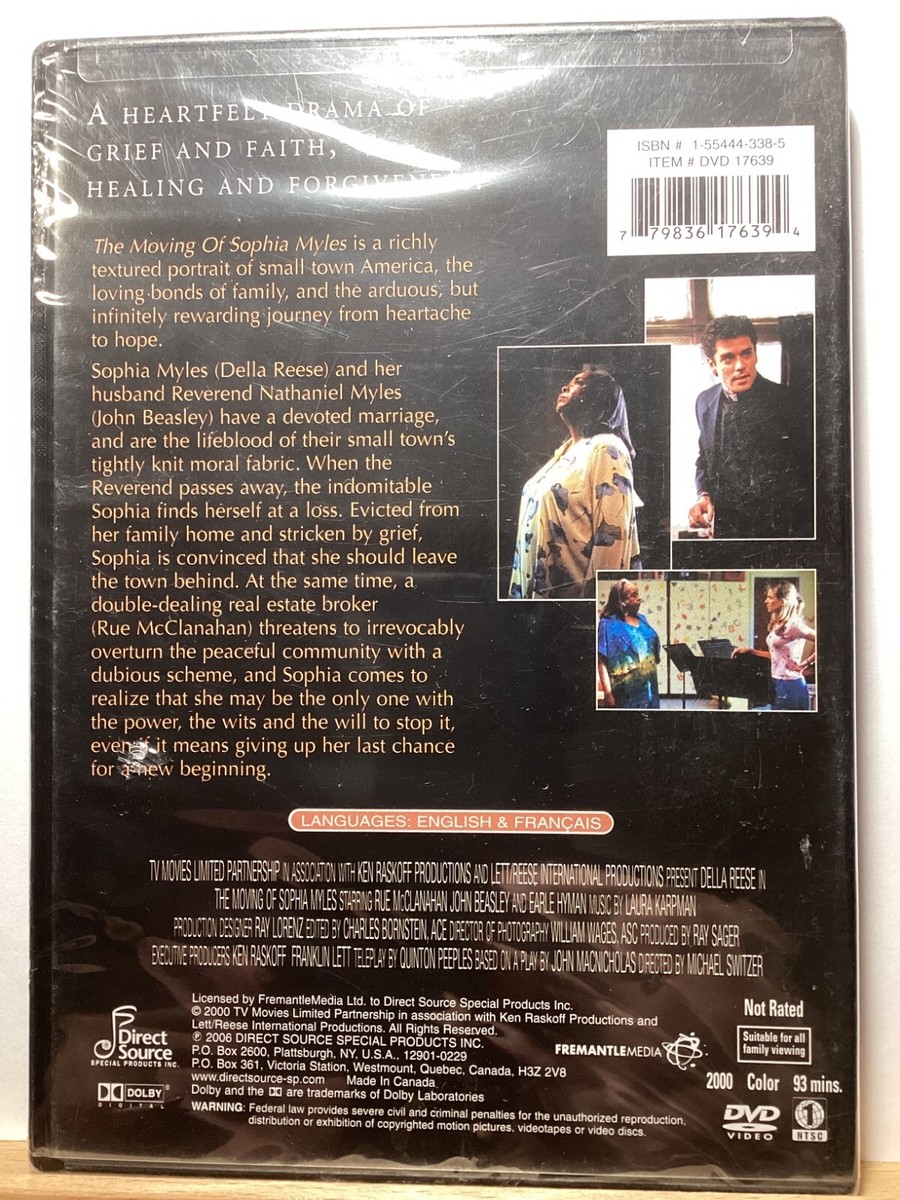 A HEARTFELT DRAMA OF
GRIEF AND FAITH,
HEALING AND FORGIVENESS
ISBN # 1-55444-338-5
ITEM # DVD 17639
7 79836 17639 4
The Moving Of Sophia Myles is a richly
textured portrait of small town America, the
loving bonds of family, and the arduous, but
infinitely rewarding journey from heartache
to hope.
Sophia Myles (Della Reese) and her
husband Reverend Nathaniel Myles
(John Beasley) have a devoted marriage,
and are the lifeblood of their small town's
tightly knit moral fabric. When the
Reverend passes away, the indomitable
Sophia finds herself at a loss. Evicted from
her family home and stricken by grief,
Sophia is convinced that she should leave
the town behind. At the same time, a
double-dealing real estate broker
(Rue McClanahan) threatens to irrevocably
overturn the peaceful community with a
dubious scheme, and Sophia comes to
realize that she may be the only one with
the power, the wits and the will to stop it,
even if it means giving up her last chance
for a new beginning.
LANGUAGES: ENGLISH & FRANÇAIS
TV MOVIES LIMITED PARTNERSHIP IN ASSOCIATION WITH KEN RASKOFF PRODUCTIONS AND LETT/REESE INTERNATIONAL PRODUCTIONS PRESENT DELLA REESE IN
THE MOVING OF SOPHIA MYLES STARRING RUE McCLANAHAN JOHN BEASLEY AND EARLE HYMAN MUSIC BY LAURA KARPMAN
PRODUCTION DESIGNER RAY LORENZ EDITED BY CHARLES BORNSTEIN, ACE DIRECTOR OF PHOTOGRAPHY WILLIAM WAGES, ASC PRODUCED BY RAY SAGER
EXECUTIVE PRODUCERS KEN RASKOFF FRANKLIN LETT TELEPLAY BY QUINTON PEEPLES BASED ON A PLAY BY JOHN MACNICHOLAS DIRECTED BY MICHAEL SWITZER
Direct
Source
SPECIAL PRODUCTS INC.
DOLBY
DIGITAL
Licensed by FremantleMedia Ltd. to Direct Source Special Products Inc.
© 2000 TV Movies Limited Partnership in association with Ken Raskoff Productions and
Lett/Reese International Productions. All Rights Reserved.
℗ 2006 DIRECT SOURCE SPECIAL PRODUCTS INC.
P.O. Box 2600, Plattsburgh, NY, U.S.A., 12901-0229
P.O. Box 361, Victoria Station, Westmount, Quebec, Canada, H3Z 2V8
www.directsource-sp.com Made in Canada
Dolby and the DD are trademarks of Dolby Laboratories
WARNING: Federal law provides severe civil and criminal penalties for the unauthorized reproduction,
distribution or exhibition of copyrighted motion pictures, videotapes or video discs.
FREMANTLEMEDIA
Not Rated
Suitable for all
family viewing
2000 Color 93 mins.
DVD
VIDEO
1
NTSC